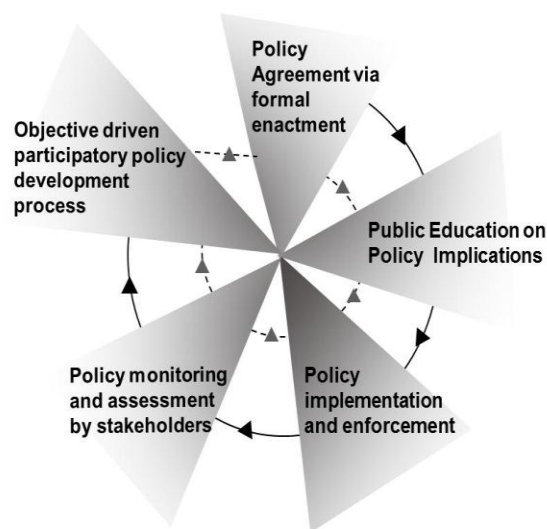 Policy
Agreement via
formal
enactment
Objective driven
participatory policy
development
process
Public Education on
Policy Implications
Policy monitoring
and assessment
by stakeholders
Policy
implementation
and enforcement